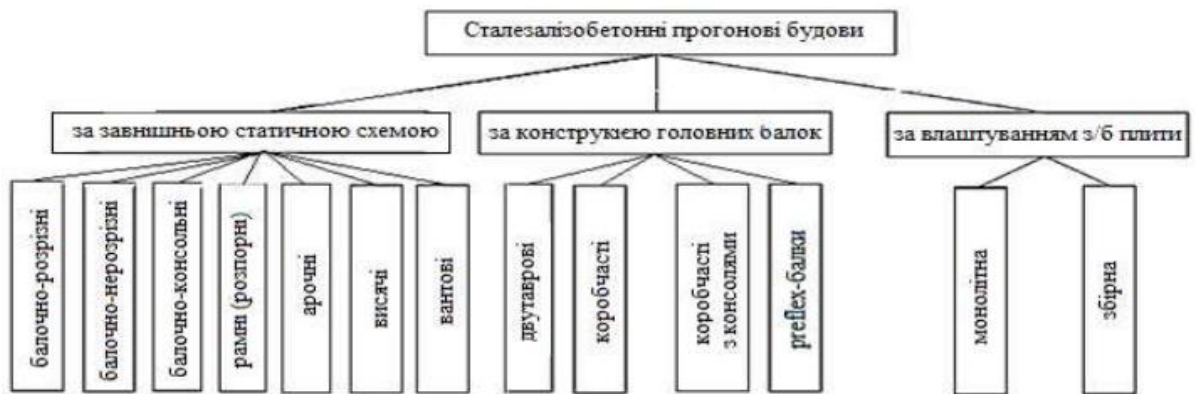 Сталезалізобетонні прогонові будови
за завнішньою статичною схемою
за конструкією головних балок
за влаштуванням з/б плити
балочно-розрізні
балочно-нерозрізні
балочно-консольні
рамні (розпорні)
арочні
висячі
вантові
двутаврові
коробчасті
коробчасті
з консолями
preflex-балки
монолітна
збірна